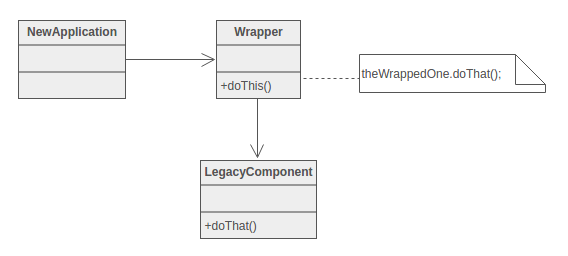 NewApplication
Wrapper
+doThis()
theWrappedOne.doThat();
LegacyComponent
+doThat()